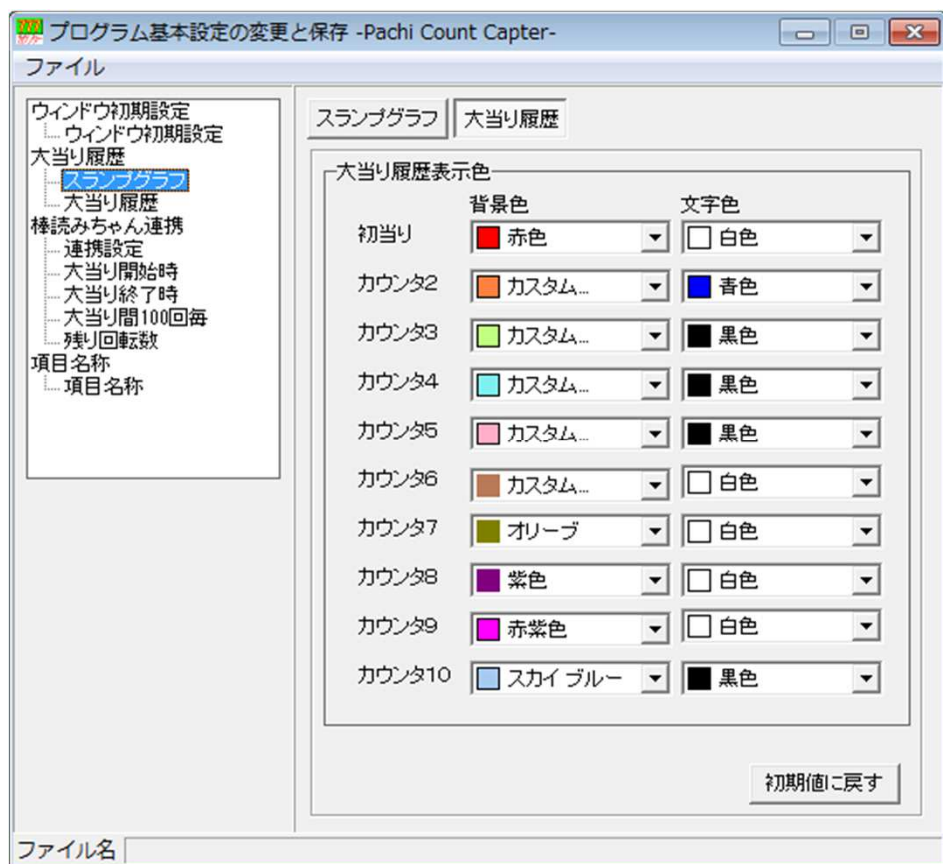 プログラム基本設定の変更と保存 -Pachi Count Capter-
ファイル
ウィンドウ初期設定
ウィンドウ初期設定
大当り履歴
スランプグラフ
大当り履歴
棒読みちゃん連携
連携設定
大当り開始時
大当り終了時
大当り間100回毎
残り回転数
項目名称
項目名称
スランプグラフ 大当り履歴
大当り履歴表示色
背景色 文字色
初当り 赤色 白色
カウンタ2 カスタム... 青色
カウンタ3 カスタム... 黒色
カウンタ4 カスタム... 黒色
カウンタ5 カスタム... 黒色
カウンタ6 カスタム... 白色
カウンタ7 オリーブ 白色
カウンタ8 紫色 白色
カウンタ9 赤紫色 白色
カウンタ10 スカイ ブルー 黒色
初期値に戻す
ファイル名